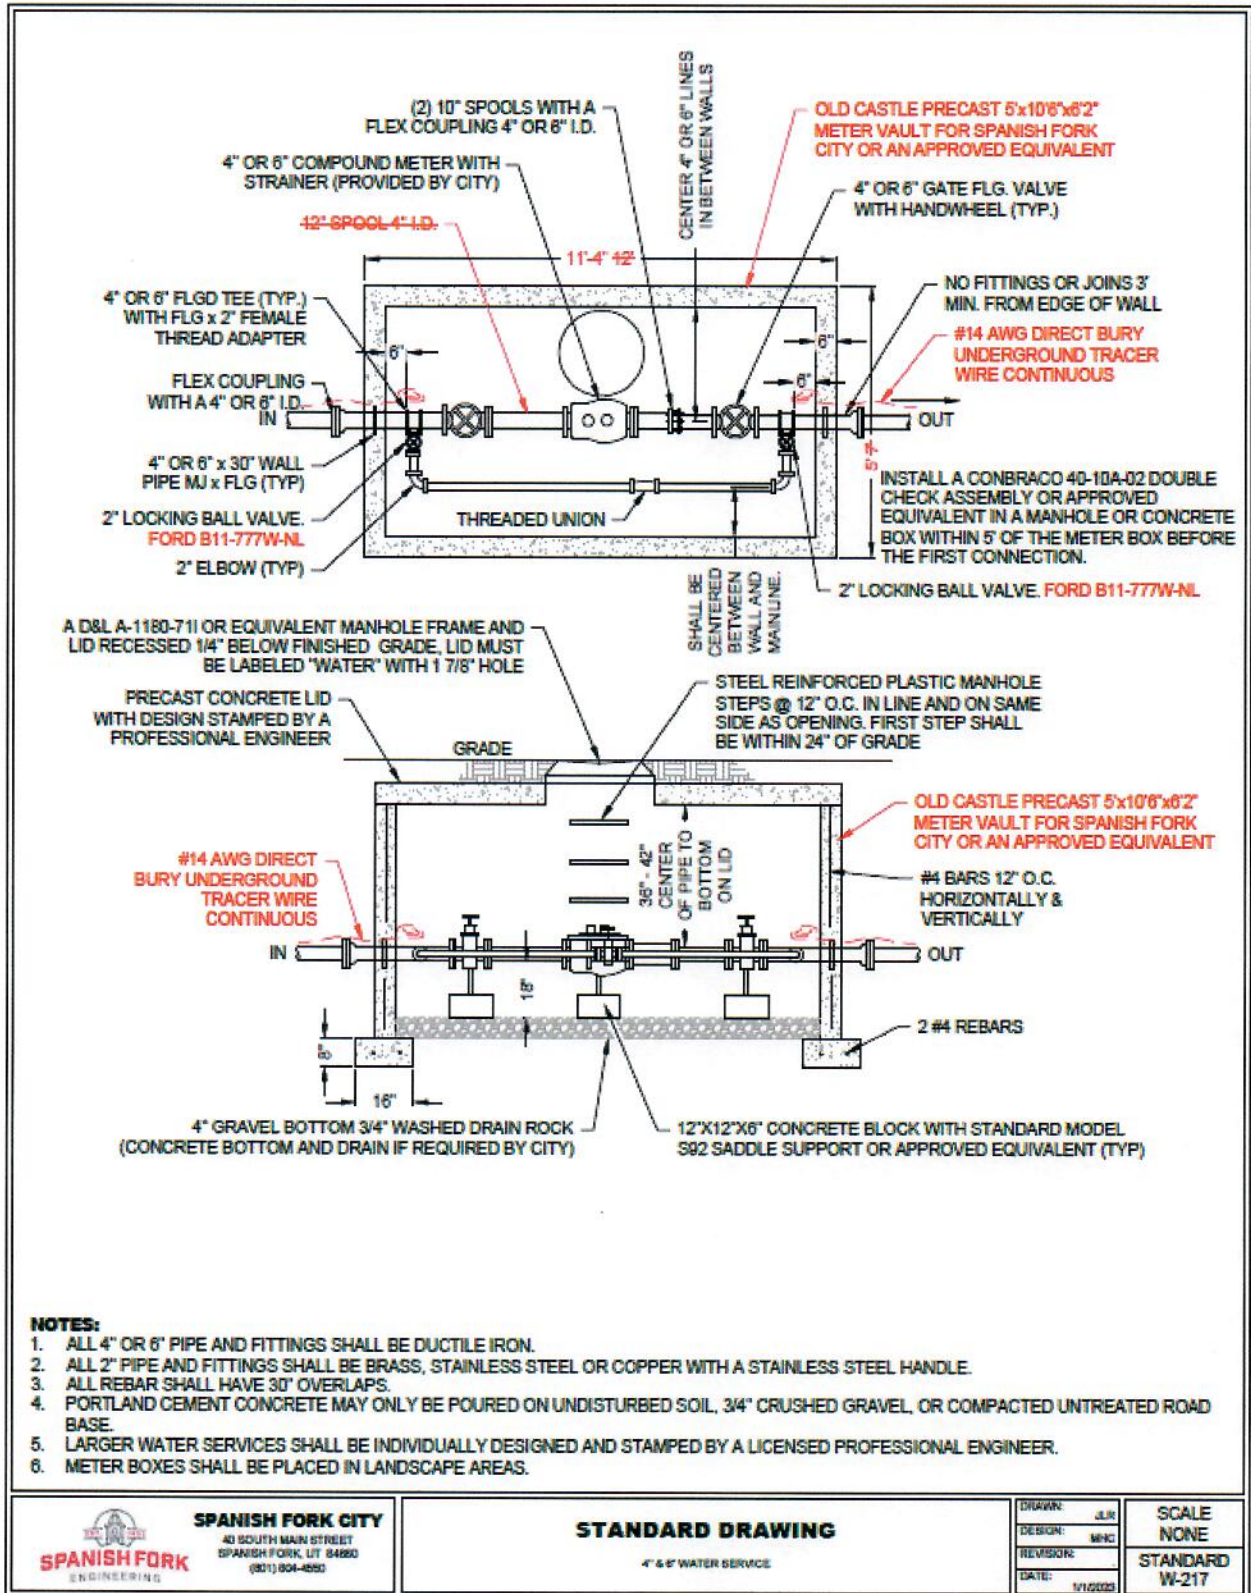 (2) 10" SPOOLS WITH A
FLEX COUPLING 4" OR 6" I.D.
4" OR 6" COMPOUND METER WITH
STRAINER (PROVIDED BY CITY)
12" SPOOL 4" I.D.
CENTER 4" OR 6" LINES
IN BETWEEN WALLS
OLD CASTLE PRECAST 5'x10'6"x6'2"
METER VAULT FOR SPANISH FORK
CITY OR AN APPROVED EQUIVALENT
4" OR 6" GATE FLG. VALVE
WITH HANDWHEEL (TYP.)
11'-4" 12'
4" OR 6" FLGD TEE (TYP.)
WITH FLG x 2" FEMALE
THREAD ADAPTER
NO FITTINGS OR JOINS 3'
MIN. FROM EDGE OF WALL
6"
6"
6"
#14 AWG DIRECT BURY
UNDERGROUND TRACER
WIRE CONTINUOUS
FLEX COUPLING
WITH A 4" OR 6" I.D.
IN
OUT
4" OR 6" x 30" WALL
PIPE MJ x FLG (TYP)
5' 7'
INSTALL A CONBRACO 40-10A-02 DOUBLE
CHECK ASSEMBLY OR APPROVED
EQUIVALENT IN A MANHOLE OR CONCRETE
BOX WITHIN 5' OF THE METER BOX BEFORE
THE FIRST CONNECTION.
2" LOCKING BALL VALVE.
FORD B11-777W-NL
THREADED UNION
2" ELBOW (TYP)
2" LOCKING BALL VALVE. FORD B11-777W-NL
SHALL BE
CENTERED
BETWEEN
WALL AND
MAINLINE.
A D&L A-1180-71I OR EQUIVALENT MANHOLE FRAME AND
LID RECESSED 1/4" BELOW FINISHED GRADE, LID MUST
BE LABELED "WATER" WITH 1 7/8" HOLE
STEEL REINFORCED PLASTIC MANHOLE
STEPS @ 12" O.C. IN LINE AND ON SAME
SIDE AS OPENING. FIRST STEP SHALL
BE WITHIN 24" OF GRADE
PRECAST CONCRETE LID
WITH DESIGN STAMPED BY A
PROFESSIONAL ENGINEER
GRADE
OLD CASTLE PRECAST 5'x10'6"x6'2"
METER VAULT FOR SPANISH FORK
CITY OR AN APPROVED EQUIVALENT
36" - 42"
CENTER
OF PIPE TO
BOTTOM
ON LID
#14 AWG DIRECT
BURY UNDERGROUND
TRACER WIRE
CONTINUOUS
#4 BARS 12" O.C.
HORIZONTALLY &
VERTICALLY
IN
OUT
18"
2 #4 REBARS
8"
16"
4" GRAVEL BOTTOM 3/4" WASHED DRAIN ROCK
(CONCRETE BOTTOM AND DRAIN IF REQUIRED BY CITY)
12"X12"X6" CONCRETE BLOCK WITH STANDARD MODEL
S92 SADDLE SUPPORT OR APPROVED EQUIVALENT (TYP)
NOTES:
1. ALL 4" OR 6" PIPE AND FITTINGS SHALL BE DUCTILE IRON.
2. ALL 2" PIPE AND FITTINGS SHALL BE BRASS, STAINLESS STEEL OR COPPER WITH A STAINLESS STEEL HANDLE.
3. ALL REBAR SHALL HAVE 30" OVERLAPS.
4. PORTLAND CEMENT CONCRETE MAY ONLY BE POURED ON UNDISTURBED SOIL, 3/4" CRUSHED GRAVEL, OR COMPACTED UNTREATED ROAD
BASE.
5. LARGER WATER SERVICES SHALL BE INDIVIDUALLY DESIGNED AND STAMPED BY A LICENSED PROFESSIONAL ENGINEER.
6. METER BOXES SHALL BE PLACED IN LANDSCAPE AREAS.
SPANISH FORK
ENGINEERING
SPANISH FORK CITY
40 SOUTH MAIN STREET
SPANISH FORK, UT 84660
(801) 804-4550
STANDARD DRAWING
4" & 6" WATER SERVICE
DRAWN: JLR
DESIGN: MHC
REVISION:
DATE: 1/1/2023
SCALE
NONE
STANDARD
W-217